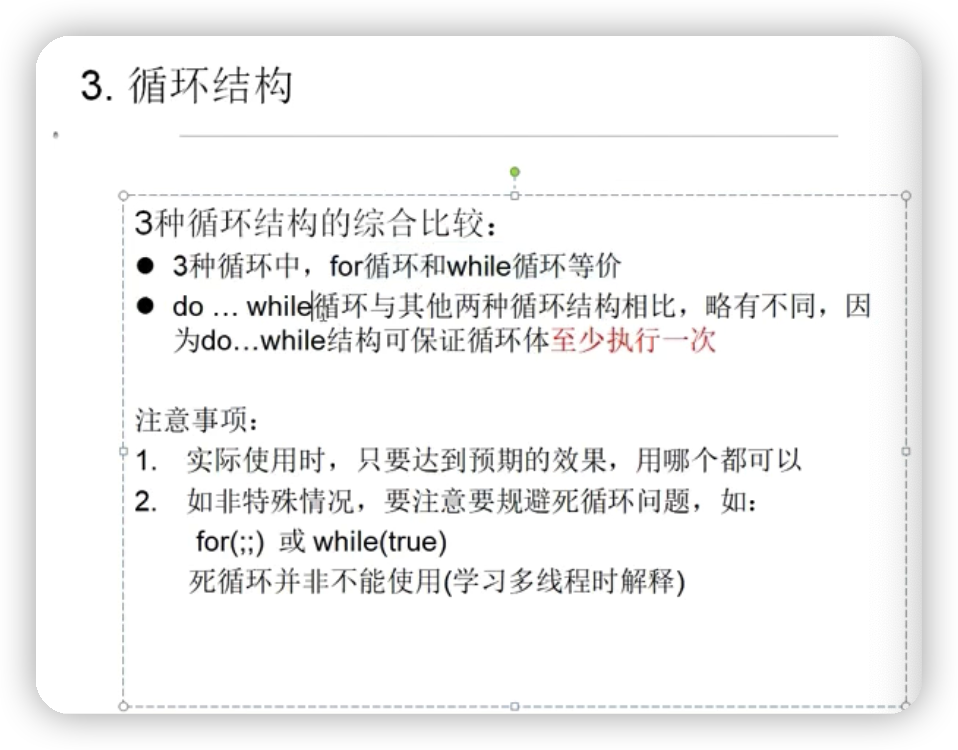 3. 循环结构
3种循环结构的综合比较：
● 3种循环中，for循环和while循环等价
● do … while循环与其他两种循环结构相比，略有不同，因
为do…while结构可保证循环体至少执行一次
注意事项：
1. 实际使用时，只要达到预期的效果，用哪个都可以
2. 如非特殊情况，要注意要规避死循环问题，如：
for(;;) 或 while(true)
死循环并非不能使用(学习多线程时解释)